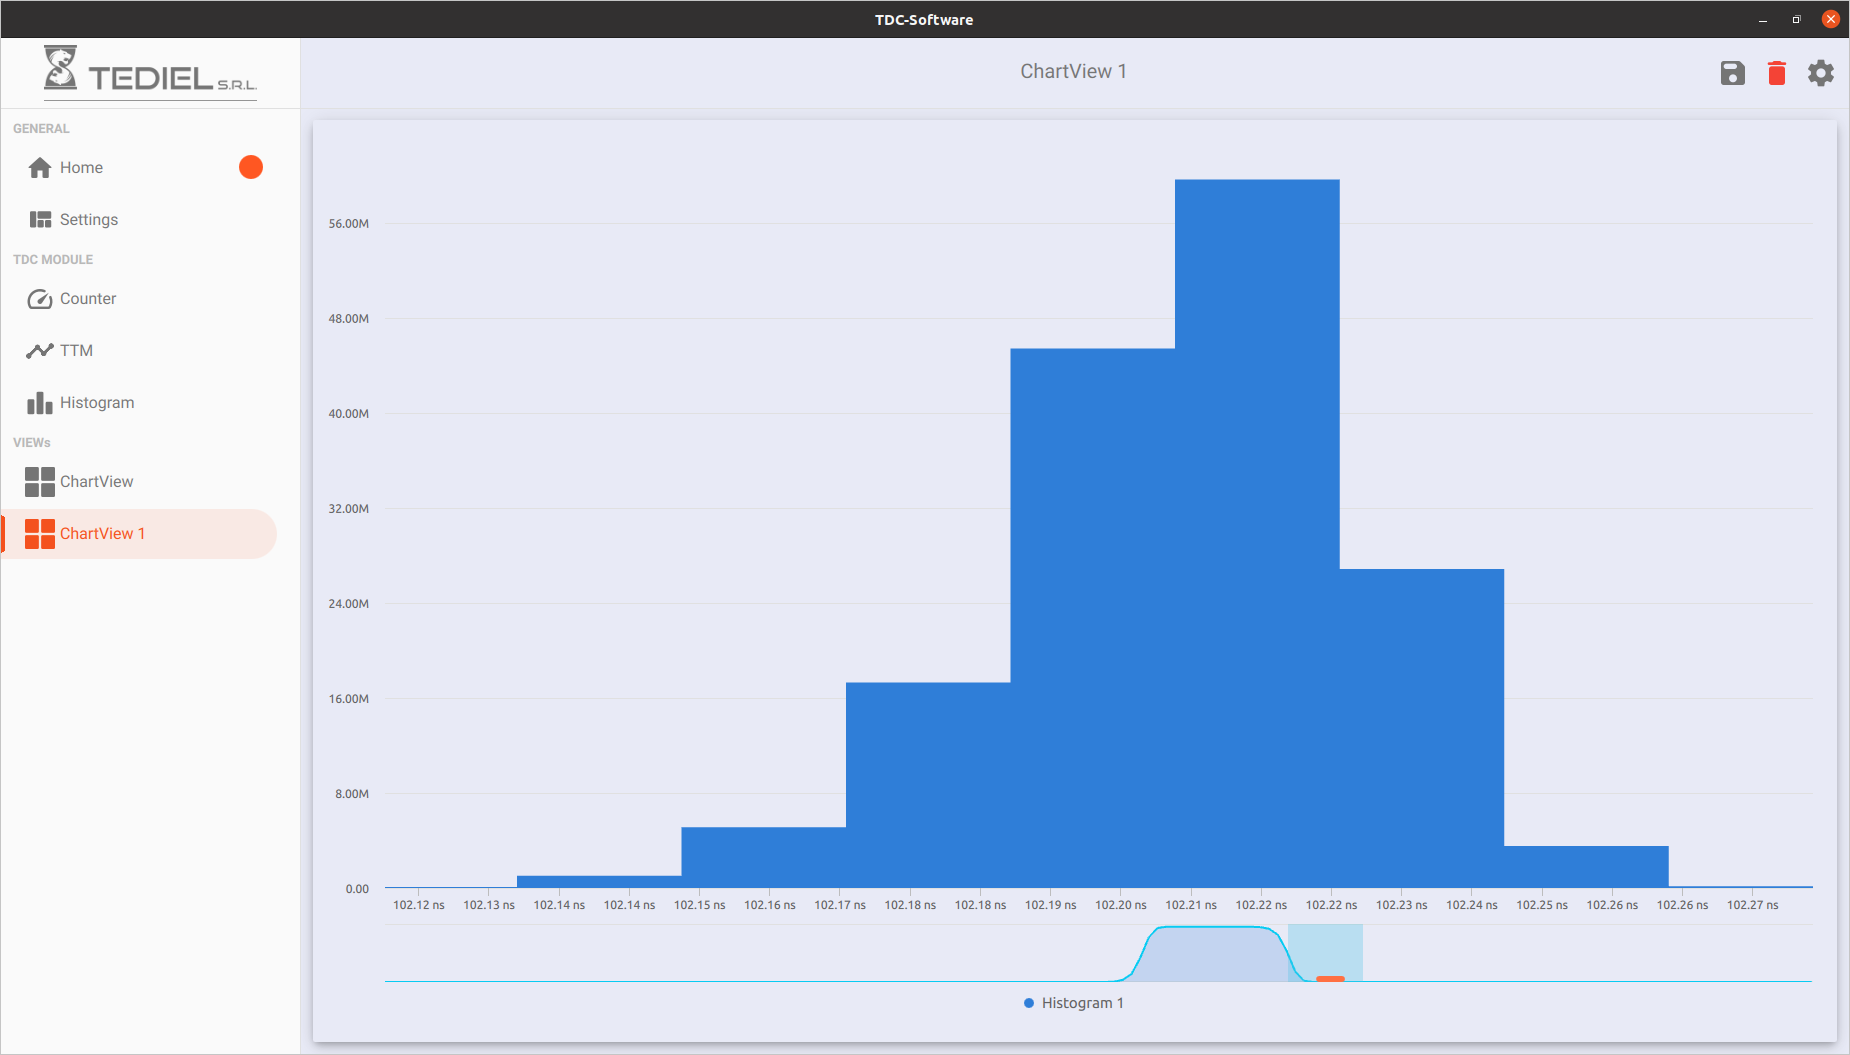 TDC-Software
TEDIEL S.R.L.
ChartView 1
GENERAL
Home
Settings
TDC MODULE
Counter
TTM
Histogram
VIEWs
ChartView
ChartView 1
56.00M
48.00M
40.00M
32.00M
24.00M
16.00M
8.00M
0.00
102.12 ns 102.13 ns 102.14 ns 102.14 ns 102.15 ns 102.16 ns 102.17 ns 102.18 ns 102.18 ns 102.19 ns 102.20 ns 102.21 ns 102.22 ns 102.22 ns 102.23 ns 102.24 ns 102.25 ns 102.26 ns 102.26 ns 102.27 ns
Histogram 1